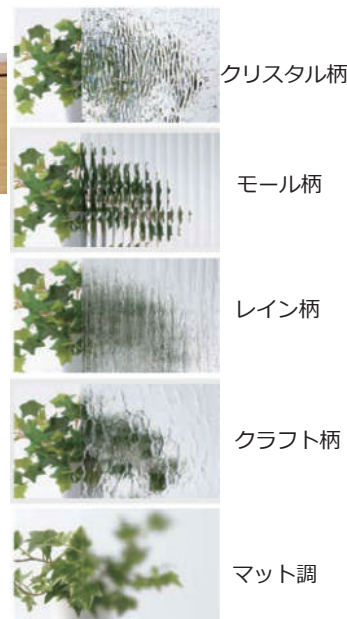 クリスタル柄
モール柄
レイン柄
クラフト柄
マット調